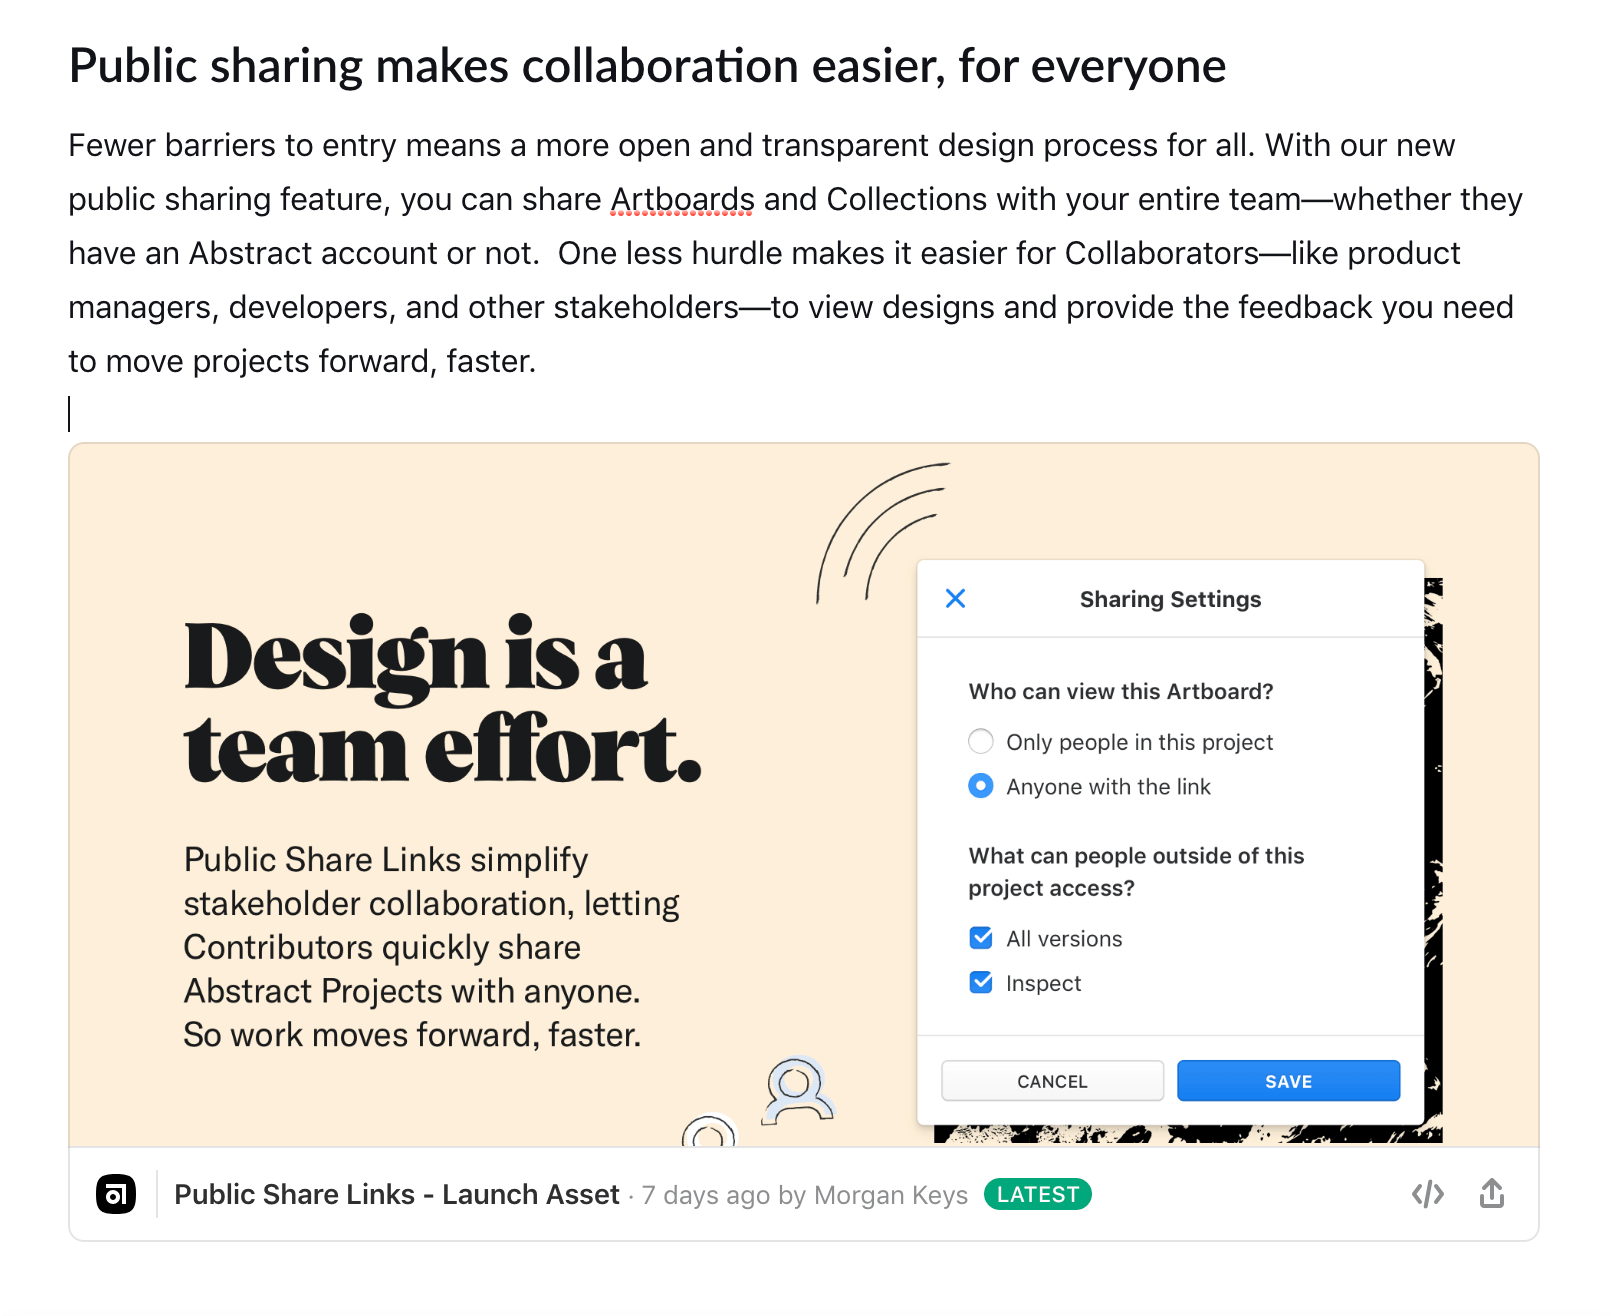 Public sharing makes collaboration easier, for everyone
Fewer barriers to entry means a more open and transparent design process for all. With our new
public sharing feature, you can share Artboards and Collections with your entire team—whether they
have an Abstract account or not.  One less hurdle makes it easier for Collaborators—like product
managers, developers, and other stakeholders—to view designs and provide the feedback you need
to move projects forward, faster.
Design is a
team effort.
Public Share Links simplify
stakeholder collaboration, letting
Contributors quickly share
Abstract Projects with anyone.
So work moves forward, faster.
Sharing Settings
Who can view this Artboard?
Only people in this project
Anyone with the link
What can people outside of this
project access?
All versions
Inspect
CANCEL
SAVE
Public Share Links - Launch Asset · 7 days ago by Morgan Keys LATEST